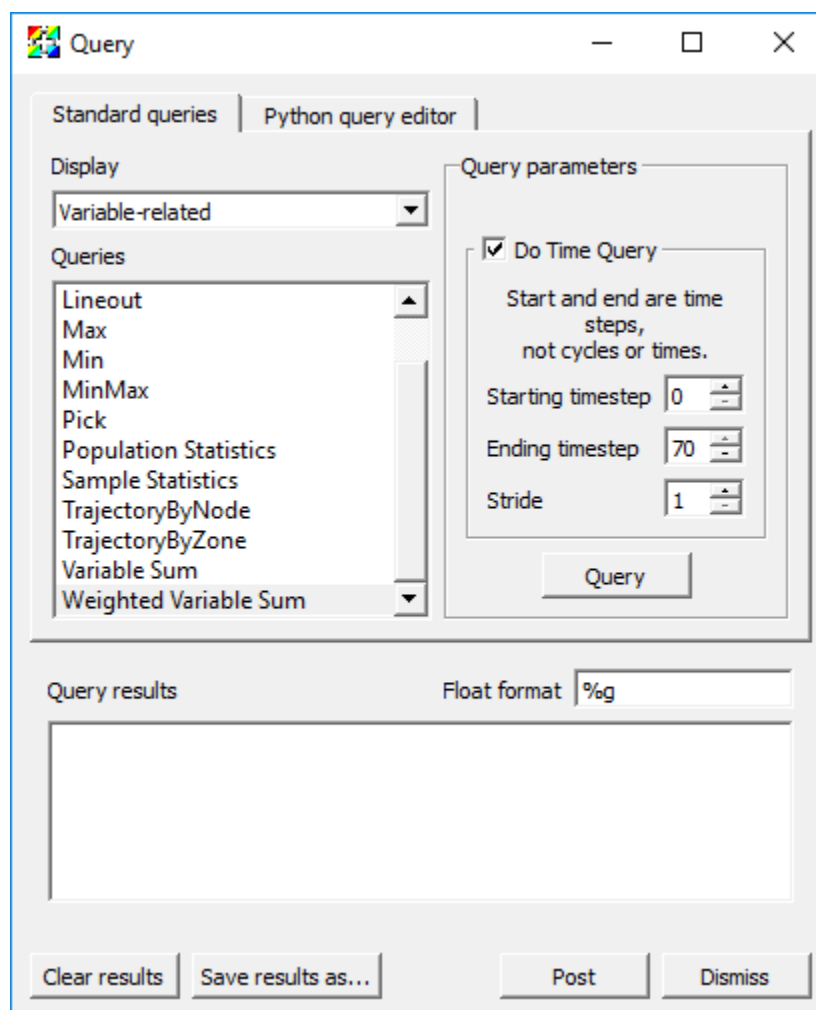 Query
Standard queries
Python query editor
Display
Variable-related
Queries
Lineout
Max
Min
MinMax
Pick
Population Statistics
Sample Statistics
TrajectoryByNode
TrajectoryByZone
Variable Sum
Weighted Variable Sum
Query parameters
Do Time Query
Start and end are time
steps,
not cycles or times.
Starting timestep 0
Ending timestep 70
Stride 1
Query
Query results
Float format %g
Clear results
Save results as...
Post
Dismiss